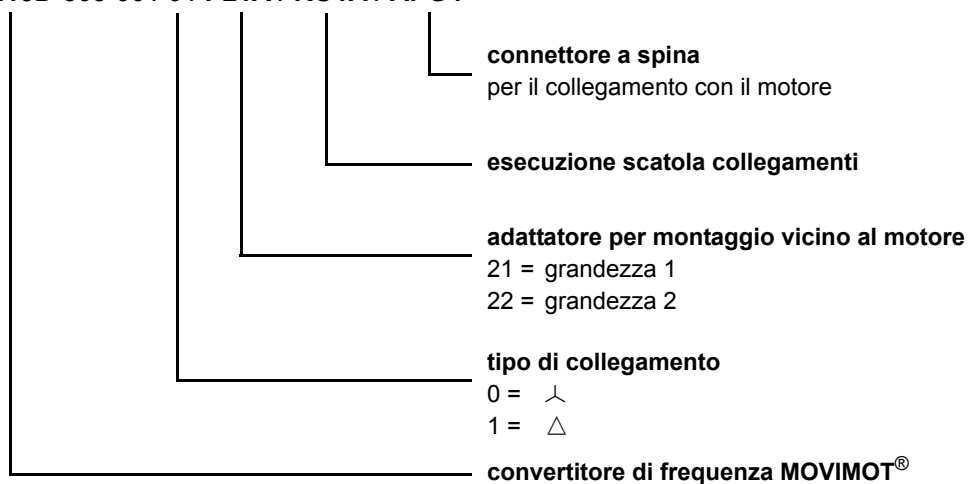 connettore a spina
per il collegamento con il motore
esecuzione scatola collegamenti
adattatore per montaggio vicino al motore
21 = grandezza 1
22 = grandezza 2
tipo di collegamento
0 = ⅄
1 = △
convertitore di frequenza MOVIMOT®